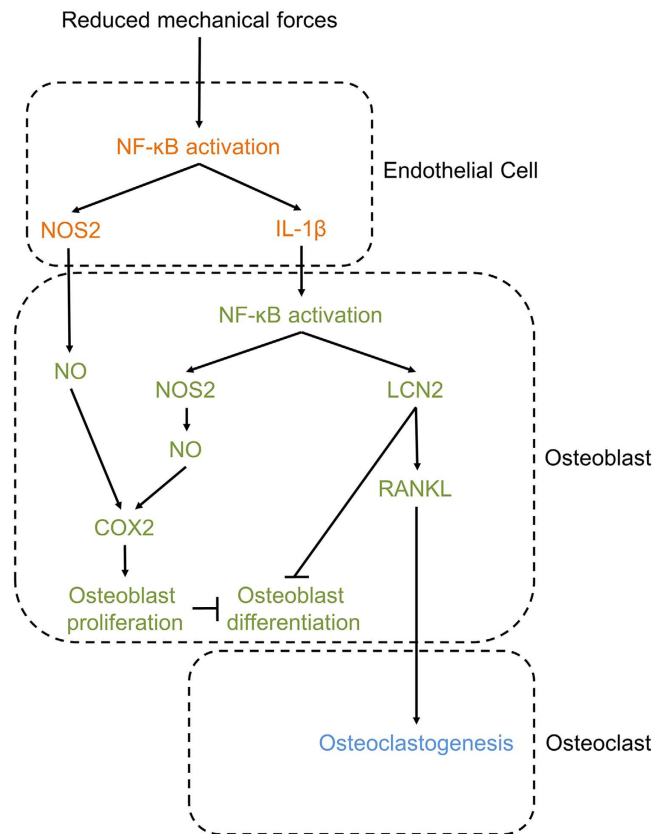 Reduced mechanical forces
NF-κB activation
Endothelial Cell
NOS2
IL-1β
NF-κB activation
NO
NOS2
LCN2
NO
Osteoblast
RANKL
COX2
Osteoblast
proliferation
Osteoblast
differentiation
Osteoclastogenesis
Osteoclast